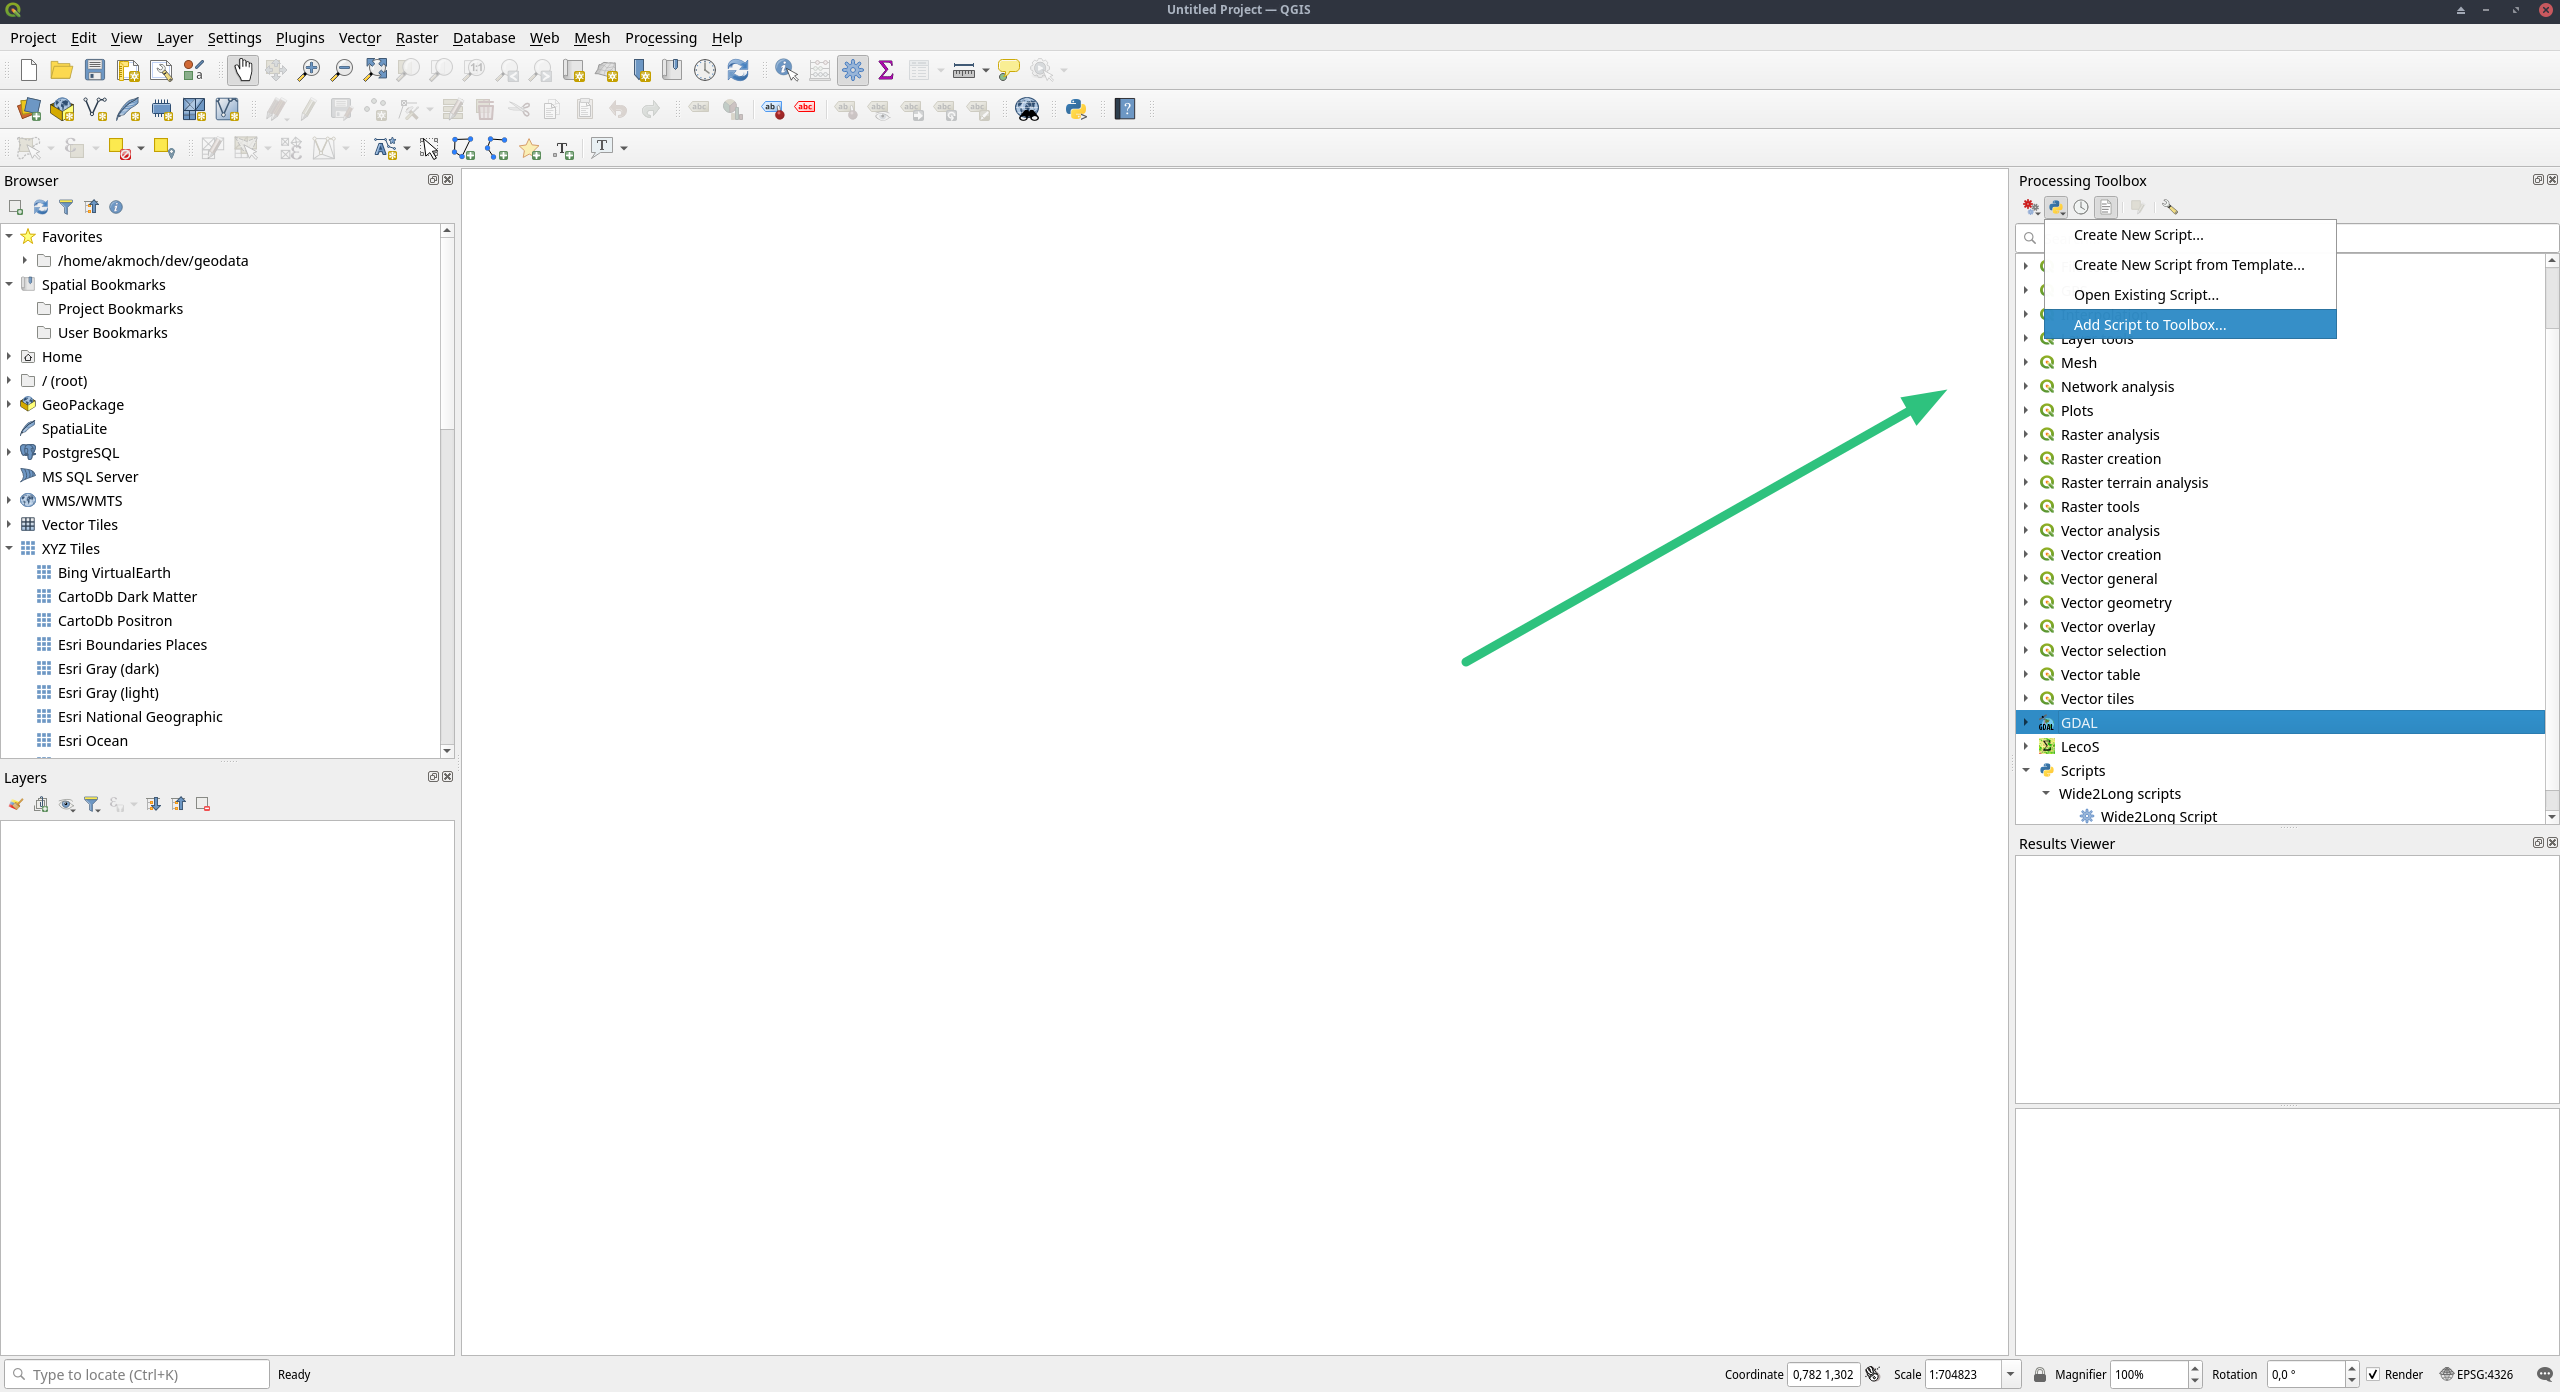 Untitled Project — QGIS
Project Edit View Layer Settings Plugins Vector Raster Database Web Mesh Processing Help
Browser
Favorites
/home/akmoch/dev/geodata
Spatial Bookmarks
Project Bookmarks
User Bookmarks
Home
/ (root)
GeoPackage
SpatiaLite
PostgreSQL
MS SQL Server
WMS/WMTS
Vector Tiles
XYZ Tiles
Bing VirtualEarth
CartoDb Dark Matter
CartoDb Positron
Esri Boundaries Places
Esri Gray (dark)
Esri Gray (light)
Esri National Geographic
Esri Ocean
Layers
Processing Toolbox
Create New Script...
Create New Script from Template...
Open Existing Script...
Add Script to Toolbox...
Layer tools
Mesh
Network analysis
Plots
Raster analysis
Raster creation
Raster terrain analysis
Raster tools
Vector analysis
Vector creation
Vector general
Vector geometry
Vector overlay
Vector selection
Vector table
Vector tiles
GDAL
LecoS
Scripts
Wide2Long scripts
Wide2Long Script
Results Viewer
Type to locate (Ctrl+K) Ready Coordinate 0,782 1,302 Scale 1:704823 Magnifier 100% Rotation 0,0 ° Render EPSG:4326